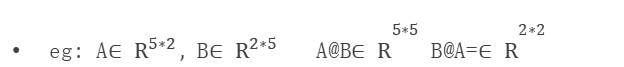 • eg: A∈ R^{5*2}, B∈ R^{2*5} A@B∈ R^{5*5} B@A=∈ R^{2*2}